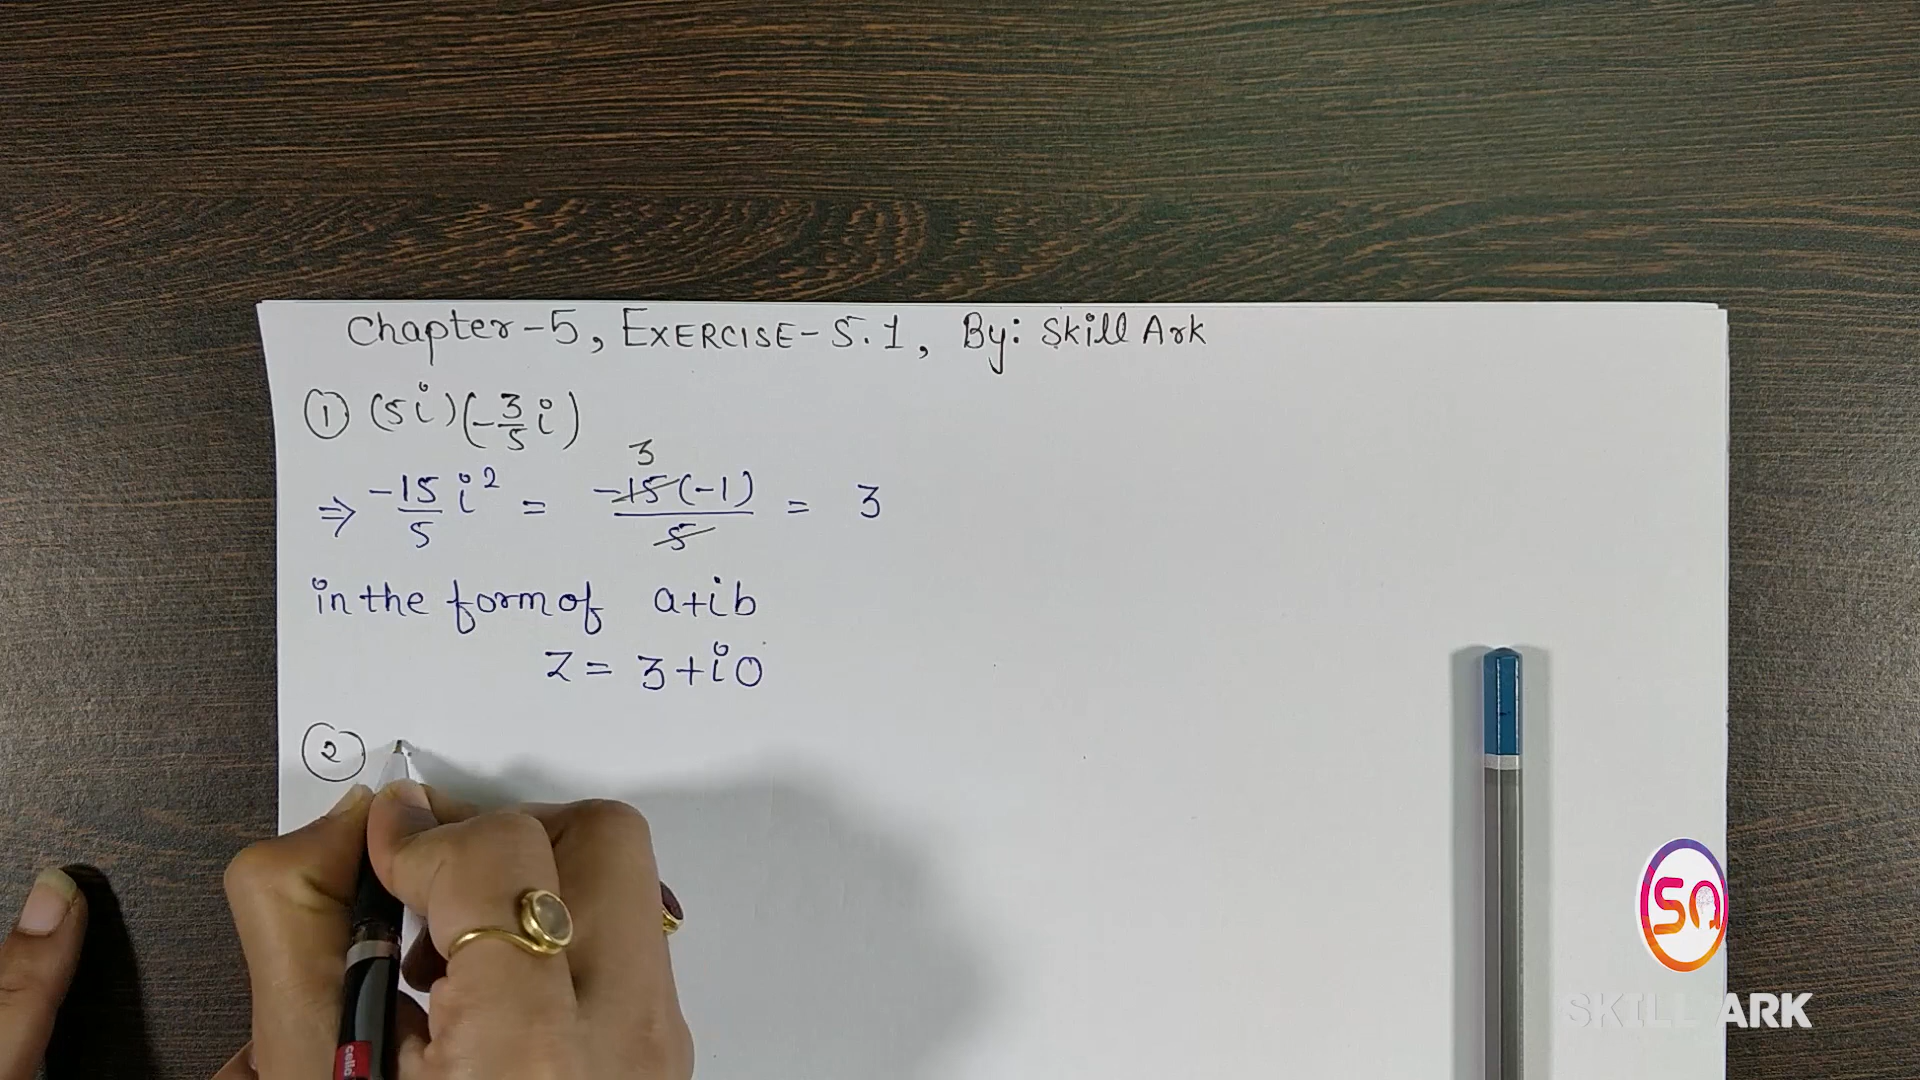 Chapter-5, EXERCISE-5.1, By: Skill Ark
① (5i)(-3/5 i)
⇒ -15/5 i² = -15(-1)/5 = 3
3
in the form of a+ib
Z = 3+i0
②
cello
SKILL ARK